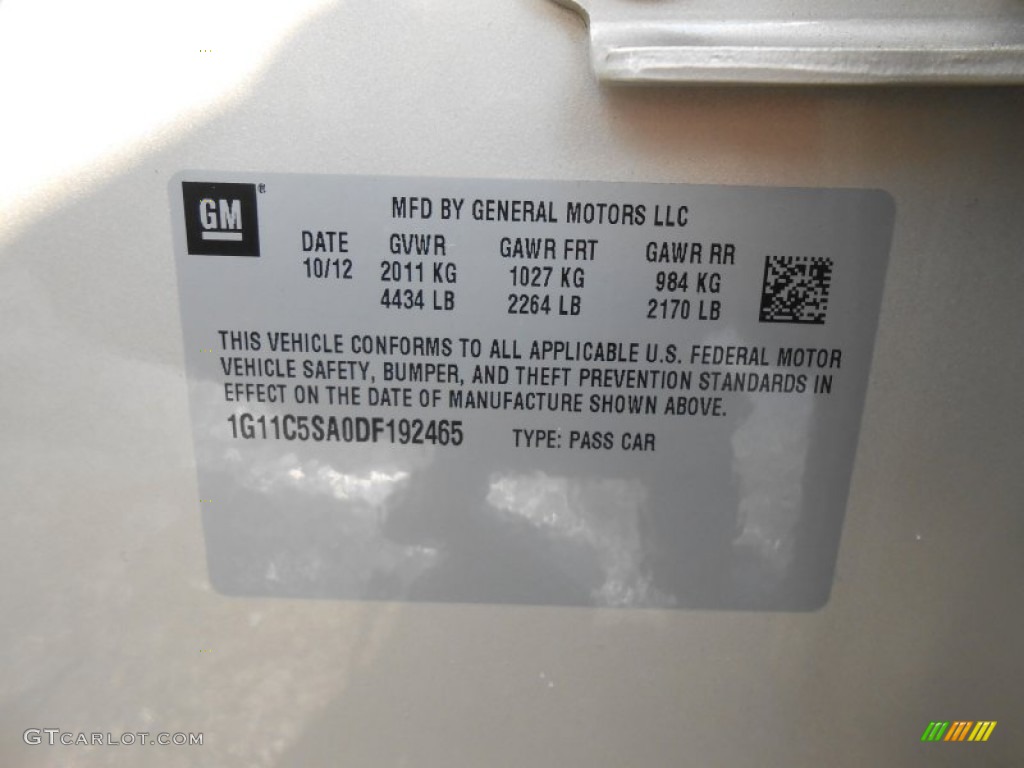 GM ®
MFD BY GENERAL MOTORS LLC
DATE GVWR GAWR FRT GAWR RR
10/12 2011 KG 1027 KG 984 KG
4434 LB 2264 LB 2170 LB
THIS VEHICLE CONFORMS TO ALL APPLICABLE U.S. FEDERAL MOTOR
VEHICLE SAFETY, BUMPER, AND THEFT PREVENTION STANDARDS IN
EFFECT ON THE DATE OF MANUFACTURE SHOWN ABOVE.
1G11C5SA0DF192465 TYPE: PASS CAR
GTCARLOT.COM